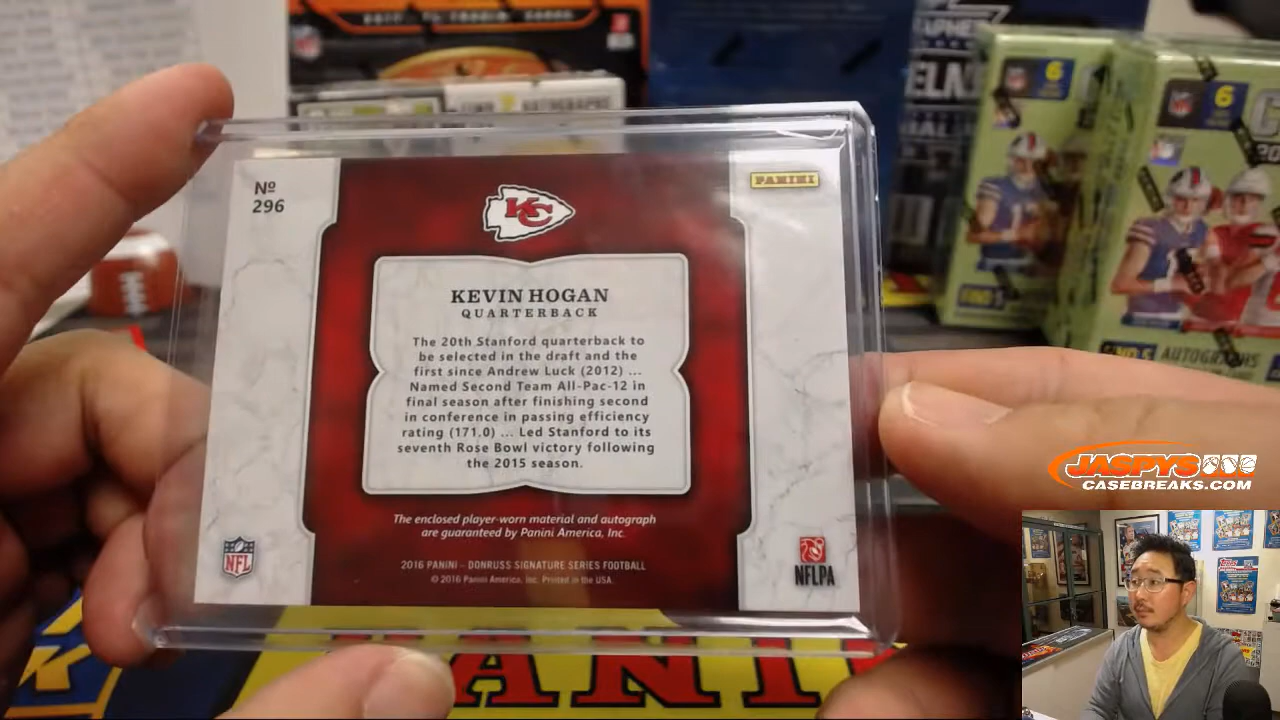 Nº
296
PANINI
KC
KEVIN HOGAN
QUARTERBACK
The 20th Stanford quarterback to
be selected in the draft and the
first since Andrew Luck (2012) ...
Named Second Team All-Pac-12 in
final season after finishing second
in conference in passing efficiency
rating (171.0) ... Led Stanford to its
seventh Rose Bowl victory following
the 2015 season.
The enclosed player-worn material and autograph
are guaranteed by Panini America, Inc.
2016 PANINI – DONRUSS SIGNATURE SERIES FOOTBALL
© 2016 Panini America, Inc. Printed in the USA.
NFL
NFLPA
6
6
AUTOGRAPHS
JASPYS
CASEBREAKS.COM